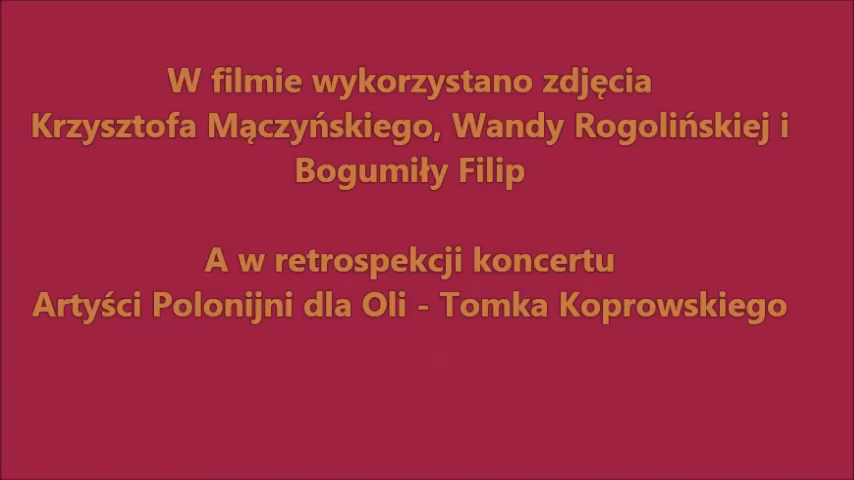 W filmie wykorzystano zdjęcia
Krzysztofa Mączyńskiego, Wandy Rogolińskiej i
Bogumiły Filip
A w retrospekcji koncertu
Artyści Polonijni dla Oli - Tomka Koprowskiego